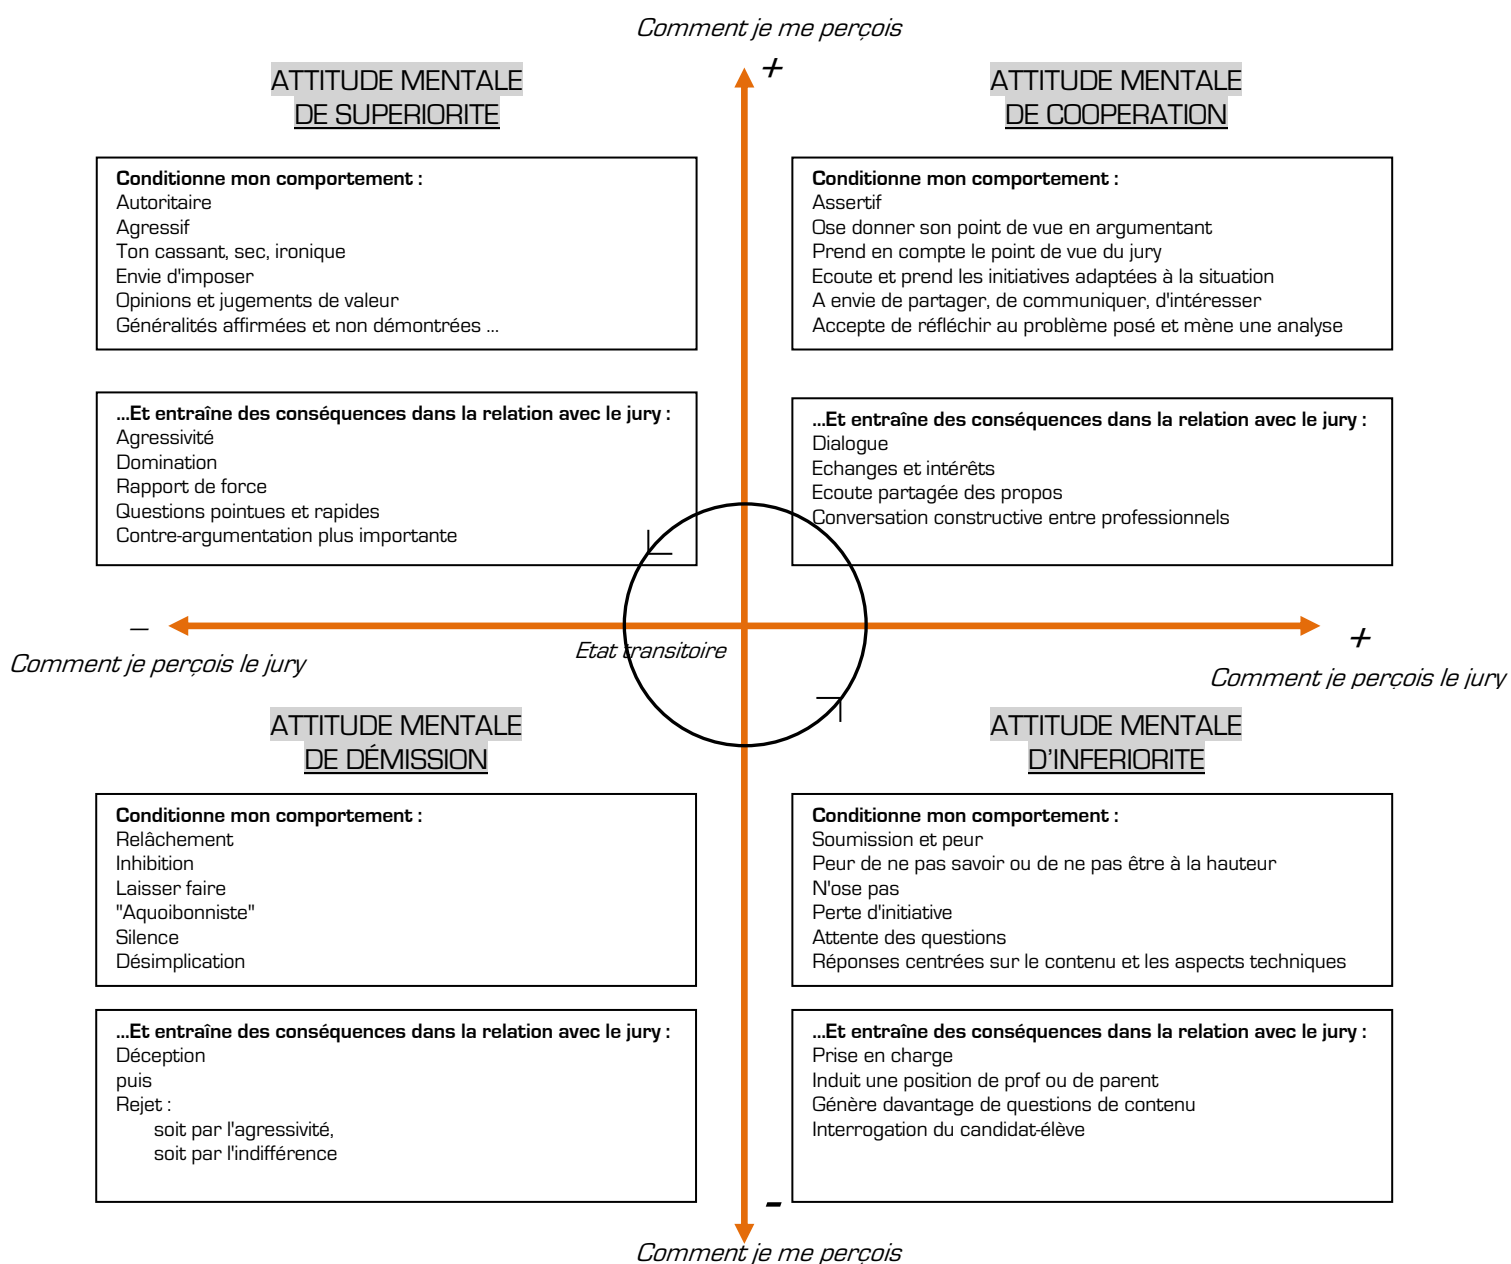 Comment je me perçois
+
ATTITUDE MENTALE
DE SUPERIORITE
Conditionne mon comportement :
Autoritaire
Agressif
Ton cassant, sec, ironique
Envie d'imposer
Opinions et jugements de valeur
Généralités affirmées et non démontrées ...
...Et entraîne des conséquences dans la relation avec le jury :
Agressivité
Domination
Rapport de force
Questions pointues et rapides
Contre-argumentation plus importante
ATTITUDE MENTALE
DE COOPERATION
Conditionne mon comportement :
Assertif
Ose donner son point de vue en argumentant
Prend en compte le point de vue du jury
Ecoute et prend les initiatives adaptées à la situation
A envie de partager, de communiquer, d'intéresser
Accepte de réfléchir au problème posé et mène une analyse
...Et entraîne des conséquences dans la relation avec le jury :
Dialogue
Echanges et intérêts
Ecoute partagée des propos
Conversation constructive entre professionnels
–
Comment je perçois le jury
Etat transitoire
+
Comment je perçois le jury
ATTITUDE MENTALE
DE DÉMISSION
Conditionne mon comportement :
Relâchement
Inhibition
Laisser faire
"Aquoibonniste"
Silence
Désimplication
...Et entraîne des conséquences dans la relation avec le jury :
Déception
puis
Rejet :
soit par l'agressivité,
soit par l'indifférence
ATTITUDE MENTALE
D'INFERIORITE
Conditionne mon comportement :
Soumission et peur
Peur de ne pas savoir ou de ne pas être à la hauteur
N'ose pas
Perte d'initiative
Attente des questions
Réponses centrées sur le contenu et les aspects techniques
...Et entraîne des conséquences dans la relation avec le jury :
Prise en charge
Induit une position de prof ou de parent
Génère davantage de questions de contenu
Interrogation du candidat-élève
-
Comment je me perçois